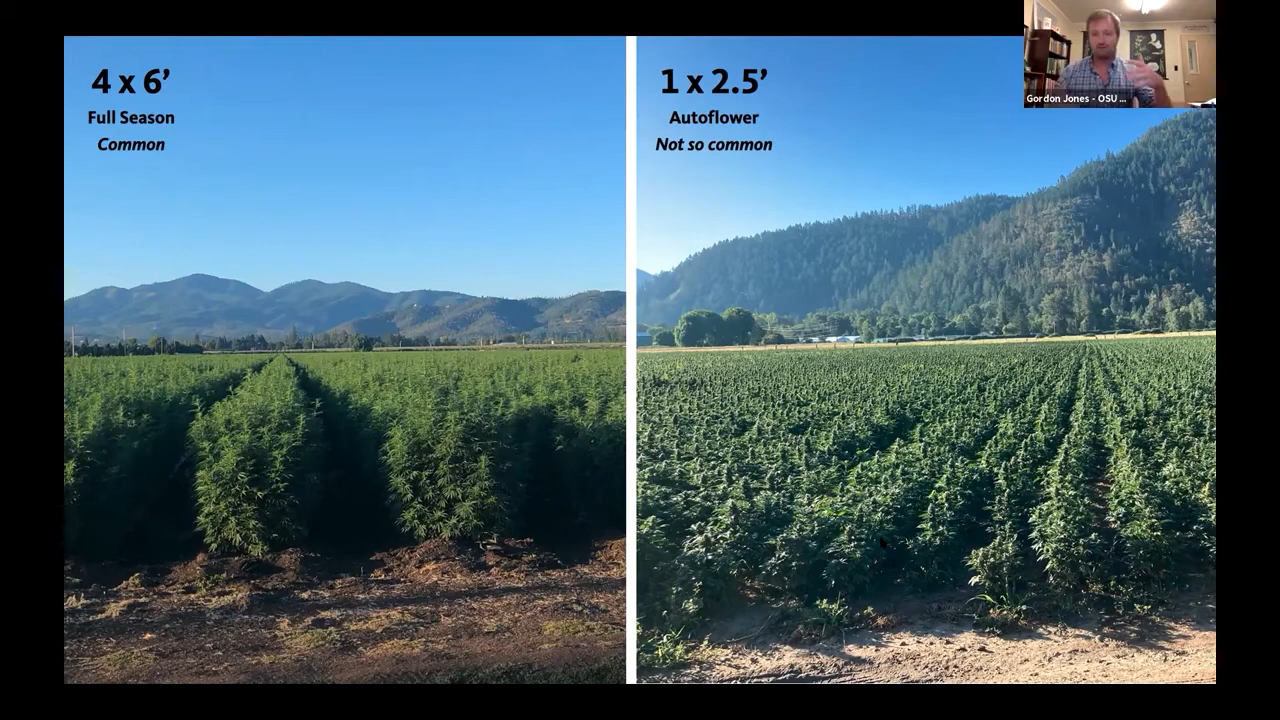 4 x 6’
Full Season
Common
1 x 2.5’
Autoflower
Not so common
Gordon Jones - OSU ...